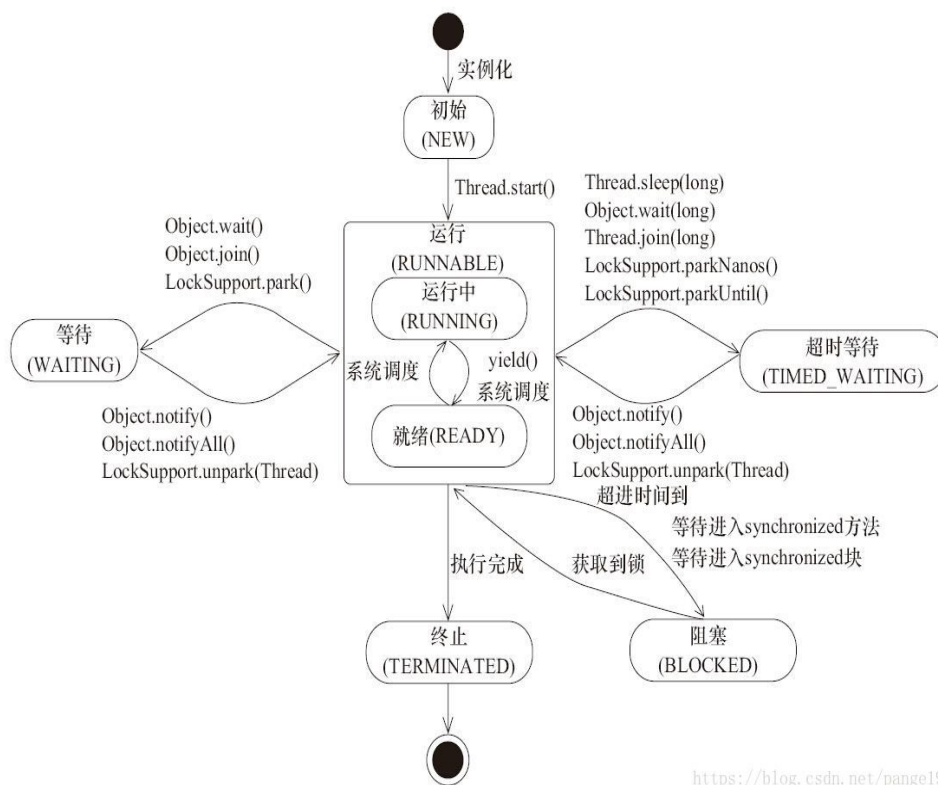 实例化
初始
(NEW)
Thread.start()
Object.wait()
Object.join()
LockSupport.park()
Thread.sleep(long)
Object.wait(long)
Thread.join(long)
LockSupport.parkNanos()
LockSupport.parkUntil()
运行
(RUNNABLE)
运行中
(RUNNING)
等待
(WAITING)
系统调度
yield()
系统调度
超时等待
(TIMED_WAITING)
就绪(READY)
Object.notify()
Object.notifyAll()
LockSupport.unpark(Thread)
Object.notify()
Object.notifyAll()
LockSupport.unpark(Thread)
超进时间到
等待进入synchronized方法
等待进入synchronized块
执行完成
获取到锁
终止
(TERMINATED)
阻塞
(BLOCKED)